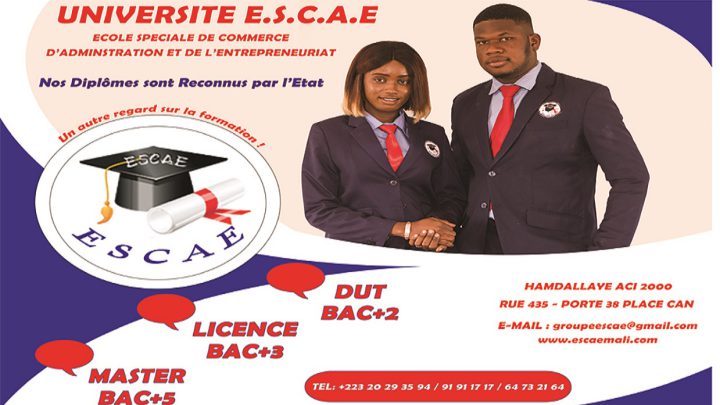 UNIVERSITE E.S.C.A.E
ECOLE SPECIALE DE COMMERCE
D'ADMINSTRATION ET DE L'ENTREPRENEURIAT
Nos Diplômes sont Reconnus par l'Etat
Un autre regard sur la formation !
ESCAE
ESCAE
DUT
BAC+2
LICENCE
BAC+3
MASTER
BAC+5
HAMDALLAYE ACI 2000
RUE 435 - PORTE 38 PLACE CAN
E-MAIL : groupeescae@gmail.com
www.escaemali.com
TEL: +223 20 29 35 94 / 91 91 17 17 / 64 73 21 64